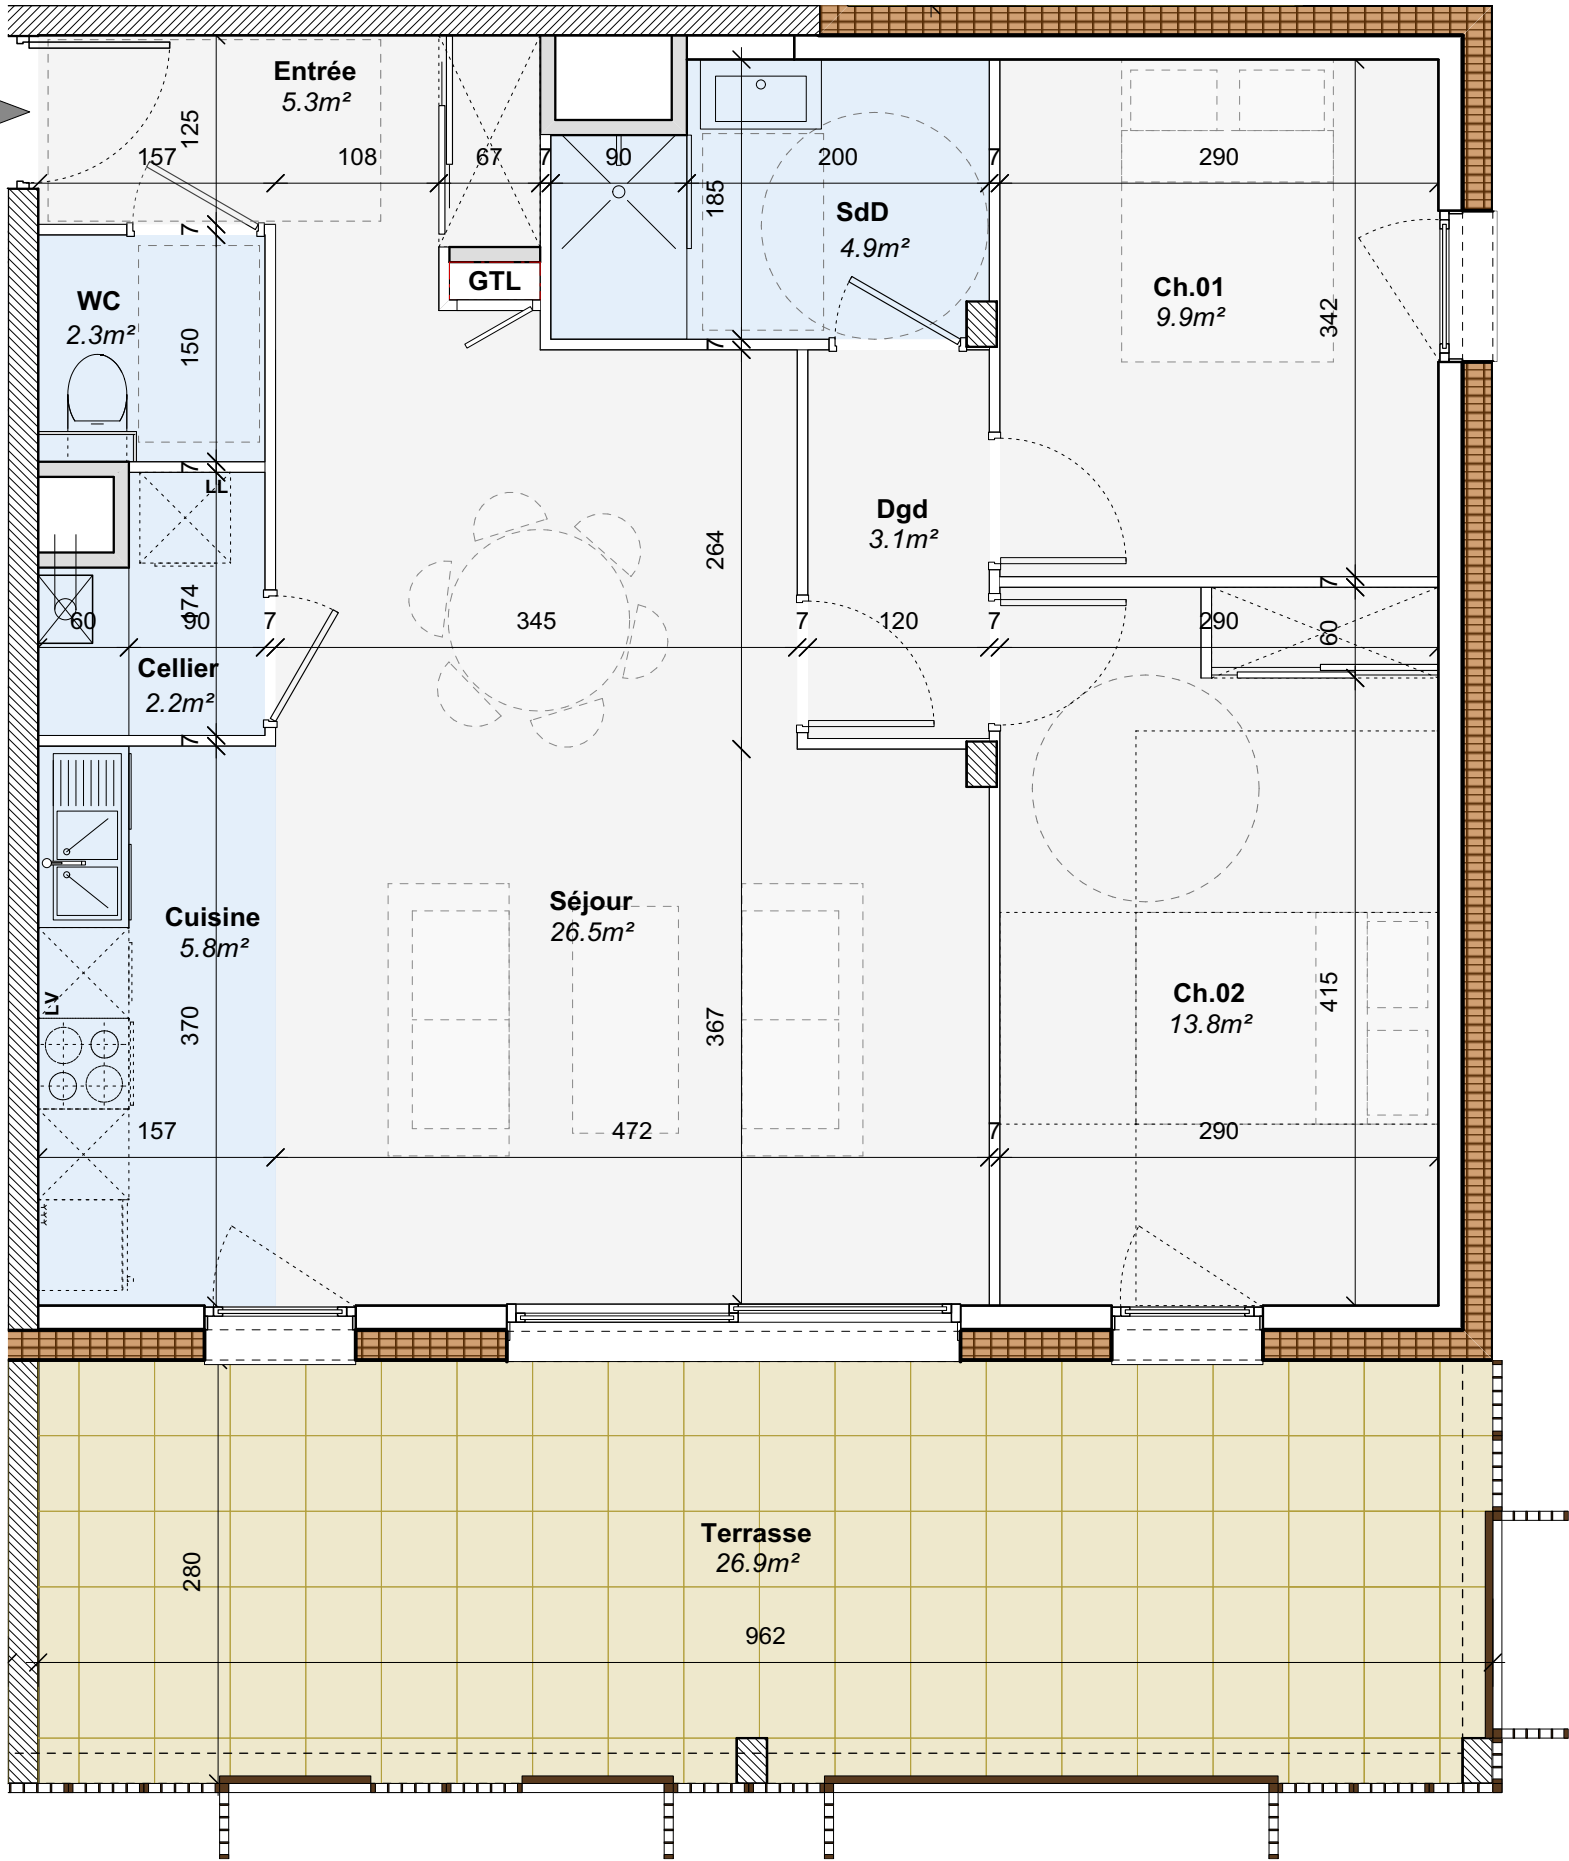 Entrée
5.3m²
125
157
108
67
7
90
200
7
290
185
SdD
4.9m²
7
GTL
WC
2.3m²
150
Ch.01
9.9m²
342
7
7
LL
Dgd
3.1m²
264
174
7
60
90
7
345
7
120
7
290
60
Cellier
2.2m²
7
Cuisine
5.8m²
Séjour
26.5m²
LV
370
367
Ch.02
13.8m²
415
157
472
7
290
Terrasse
26.9m²
280
962